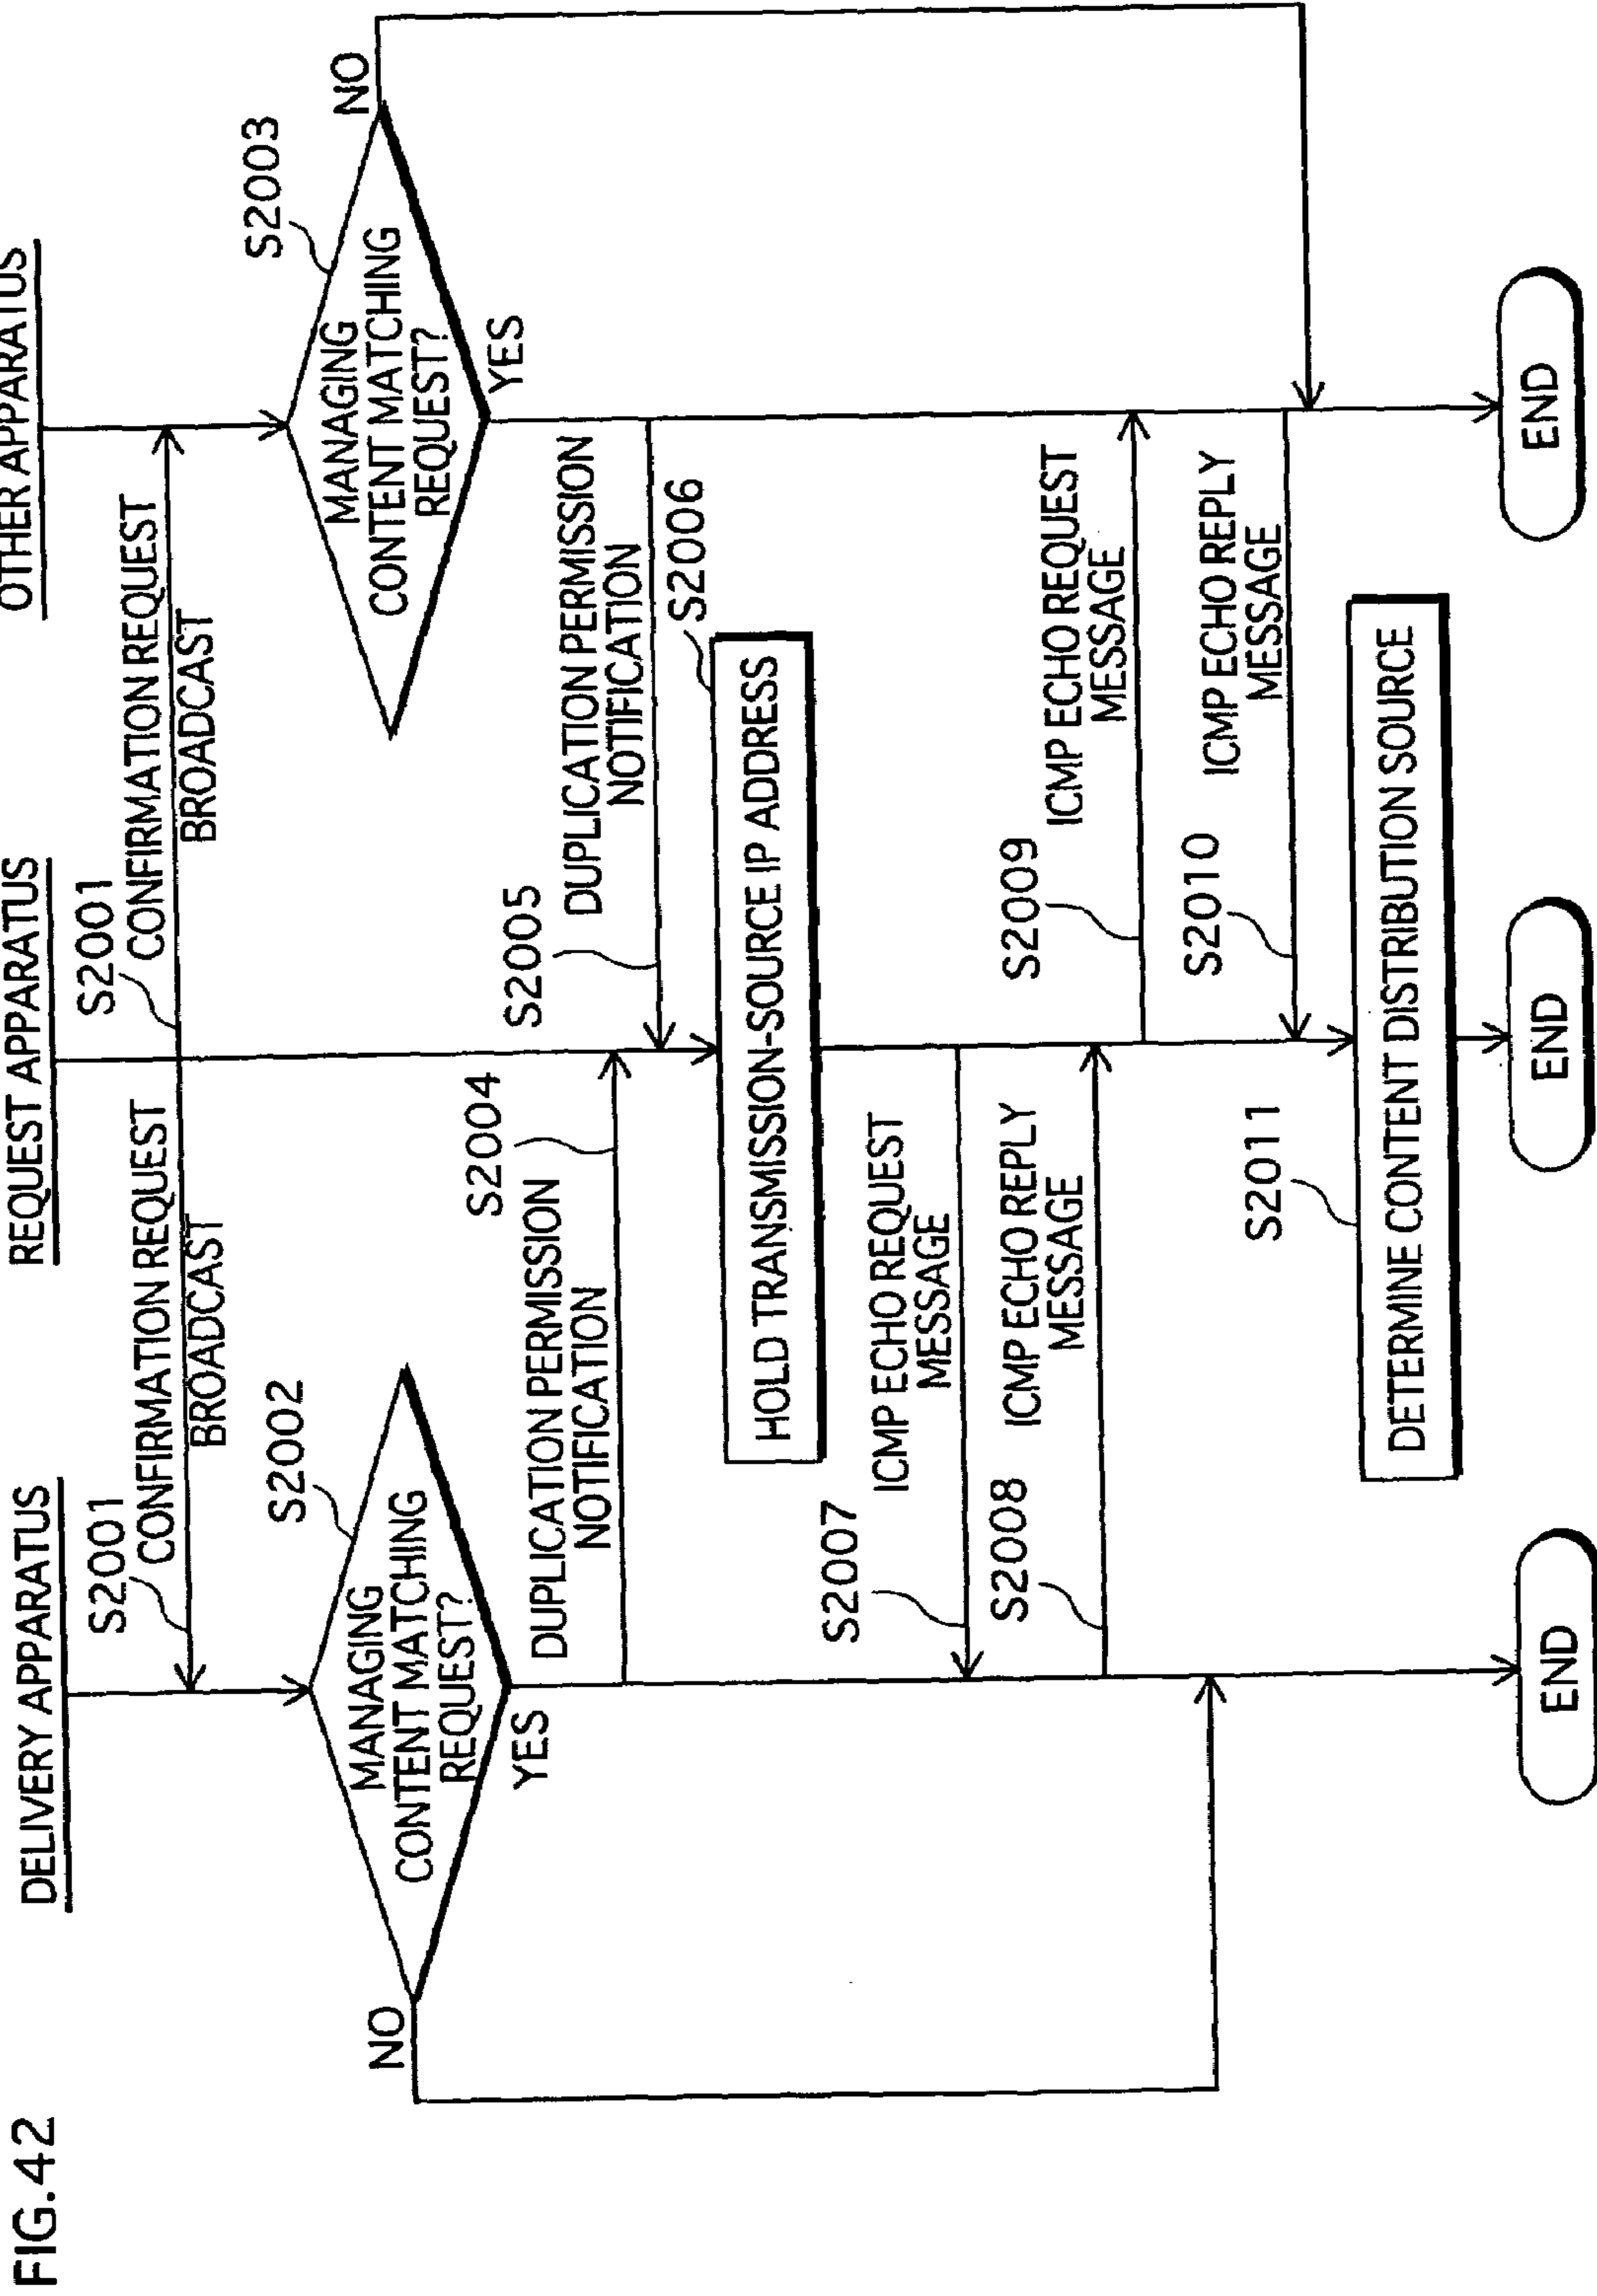 FIG.42
DELIVERY APPARATUS
REQUEST APPARATUS
OTHER APPARATUS
S2001
CONFIRMATION REQUEST
BROADCAST
S2001
CONFIRMATION REQUEST
BROADCAST
S2002
MANAGING
CONTENT MATCHING
REQUEST?
NO
YES
S2003
MANAGING
CONTENT MATCHING
REQUEST?
NO
YES
S2004
DUPLICATION PERMISSION
NOTIFICATION
S2005
DUPLICATION PERMISSION
NOTIFICATION
S2006
HOLD TRANSMISSION-SOURCE IP ADDRESS
S2007
ICMP ECHO REQUEST
MESSAGE
S2008
ICMP ECHO REPLY
MESSAGE
S2009
ICMP ECHO REQUEST
MESSAGE
S2010
ICMP ECHO REPLY
MESSAGE
S2011
DETERMINE CONTENT DISTRIBUTION SOURCE
END
END
END